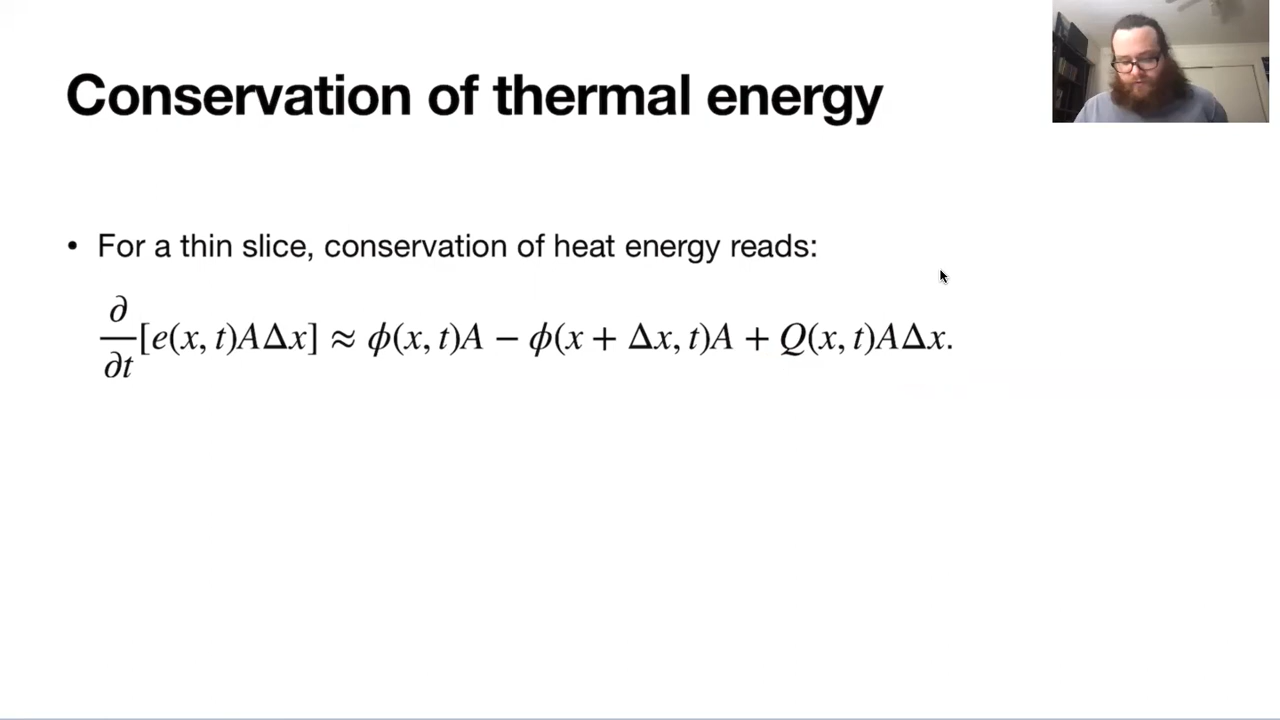 Conservation of thermal energy
• For a thin slice, conservation of heat energy reads:
∂/∂t [e(x, t)AΔx] ≈ ϕ(x, t)A − ϕ(x + Δx, t)A + Q(x, t)AΔx.